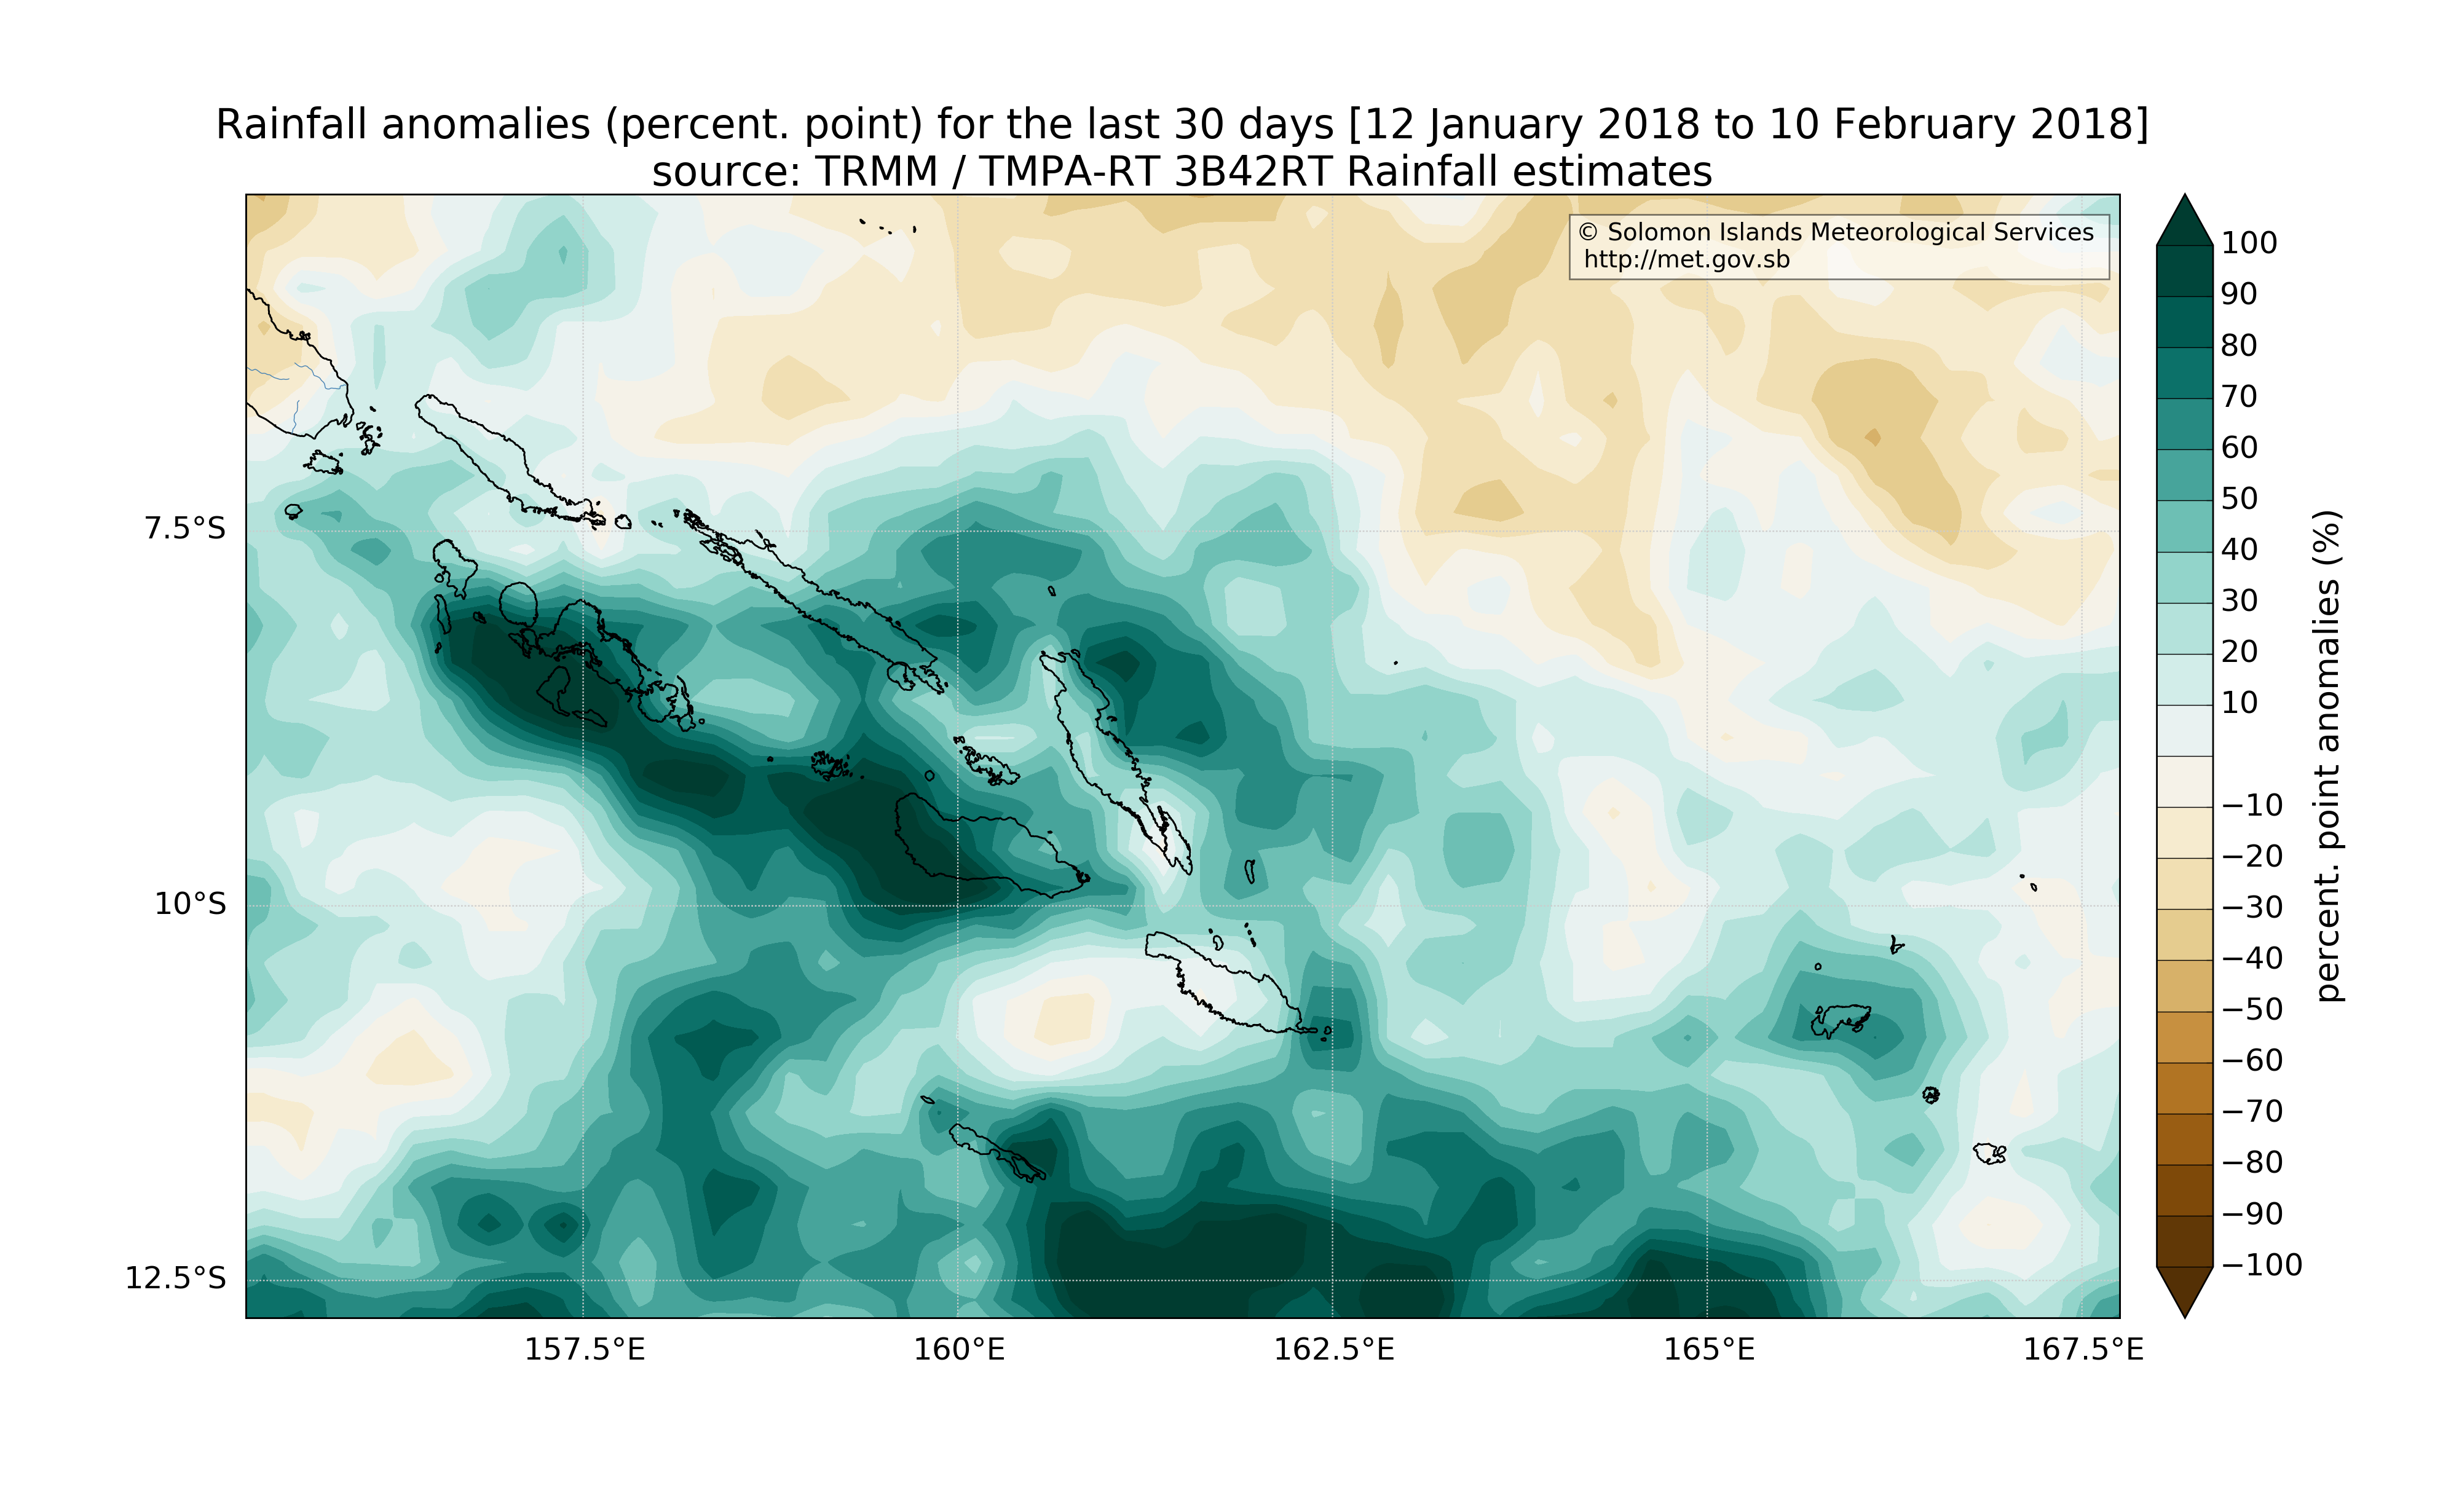 Rainfall anomalies (percent. point) for the last 30 days [12 January 2018 to 10 February 2018]
source: TRMM / TMPA-RT 3B42RT Rainfall estimates
© Solomon Islands Meteorological Services
http://met.gov.sb
7.5°S
10°S
12.5°S
157.5°E
160°E
162.5°E
165°E
167.5°E
100
90
80
70
60
50
40
30
20
10
−10
−20
−30
−40
−50
−60
−70
−80
−90
−100
percent. point anomalies (%)